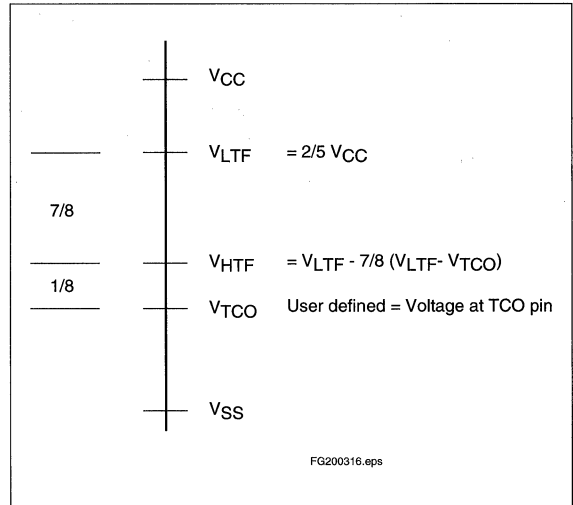 VCC
VLTF = 2/5 VCC
7/8
VHTF = VLTF - 7/8 (VLTF- VTCO)
1/8
VTCO User defined = Voltage at TCO pin
VSS
FG200316.eps